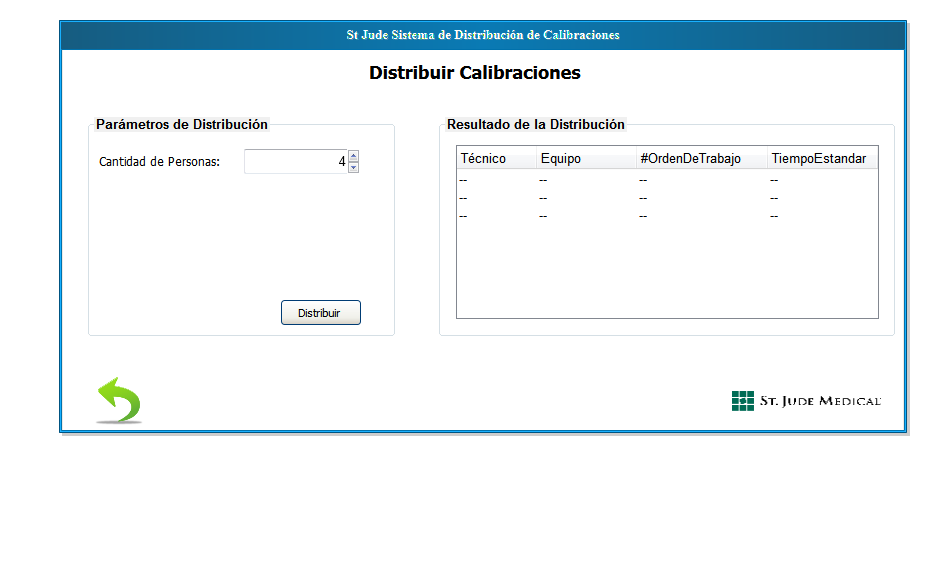 St Jude Sistema de Distribución de Calibraciones
Distribuir Calibraciones
Parámetros de Distribución
Cantidad de Personas: 4
Distribuir
Resultado de la Distribución
Técnico Equipo #OrdenDeTrabajo TiempoEstandar
-- -- -- --
-- -- -- --
-- -- -- --
ST. JUDE MEDICAL